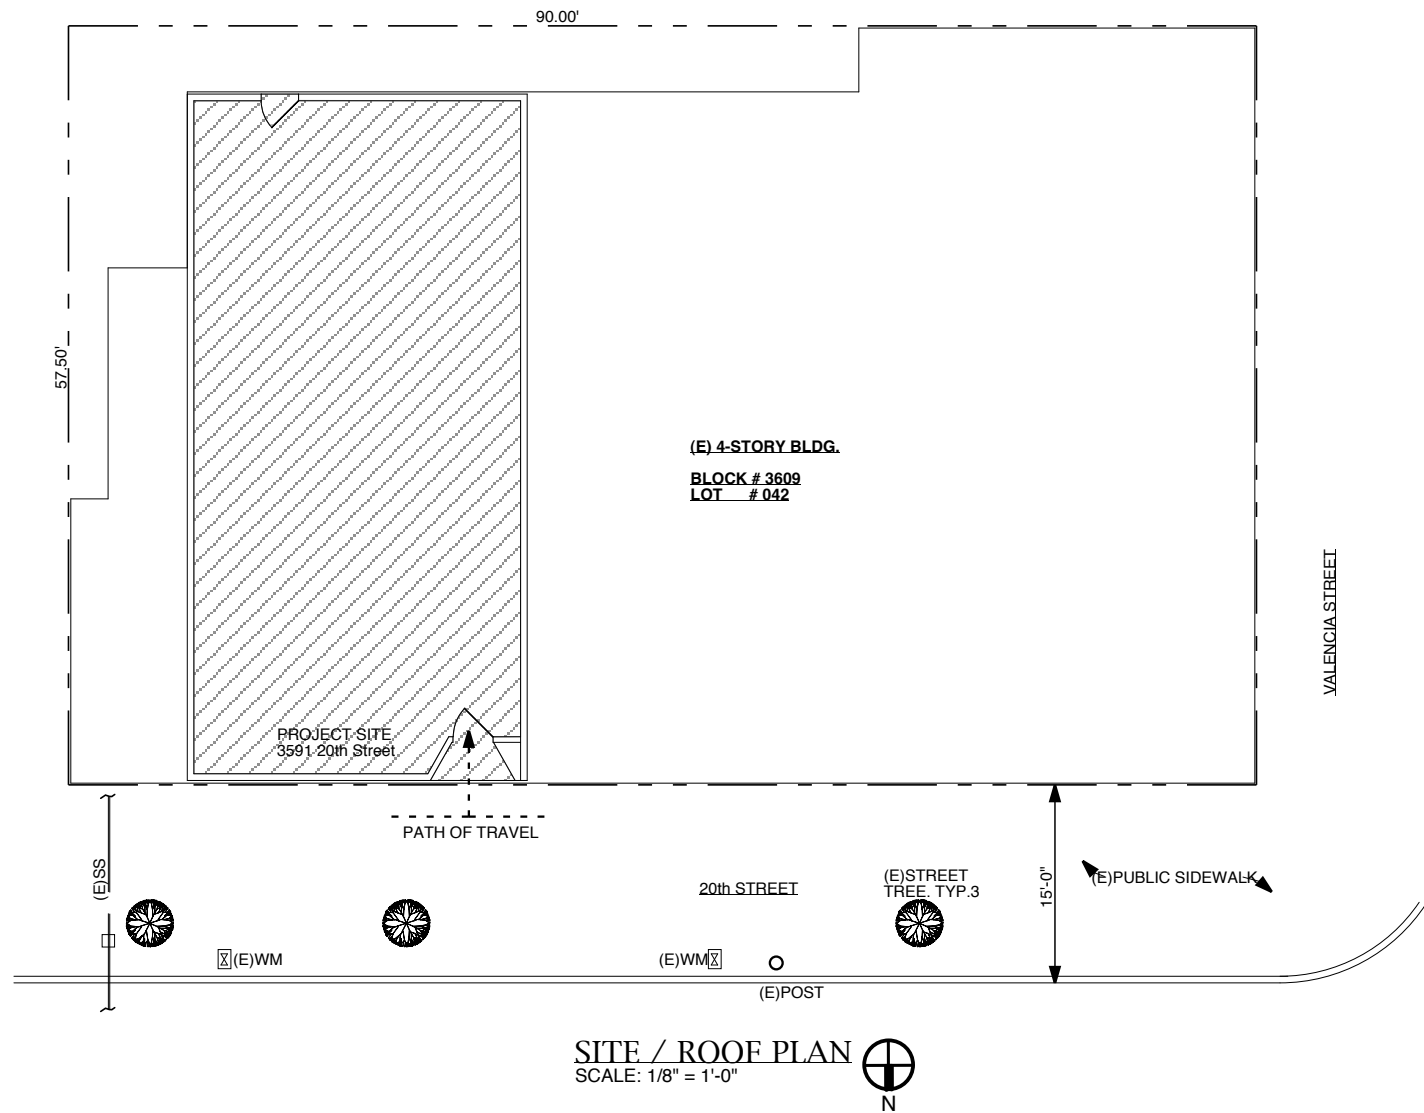 90.00'
57.50'
(E) 4-STORY BLDG.
BLOCK # 3609
LOT # 042
VALENCIA STREET
PROJECT SITE
3591 20th Street
PATH OF TRAVEL
(E)SS
20th STREET
(E)STREET
TREE. TYP.3
15'-0"
(E)PUBLIC SIDEWALK
(E)WM
(E)WM
(E)POST
SITE / ROOF PLAN
SCALE: 1/8" = 1'-0"
N